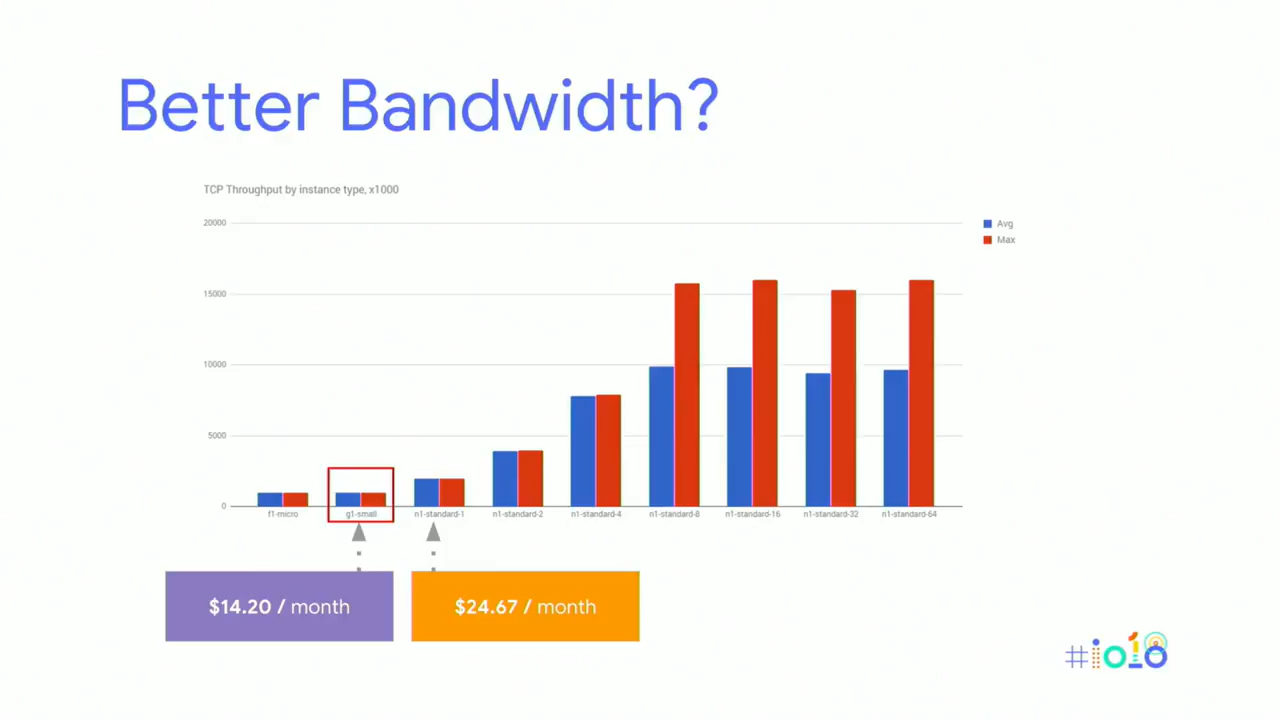 Better Bandwidth?
TCP Throughput by instance type, x1000
20000
15000
10000
5000
0
Avg
Max
f1-micro
g1-small
n1-standard-1
n1-standard-2
n1-standard-4
n1-standard-8
n1-standard-16
n1-standard-32
n1-standard-64
$14.20 / month
$24.67 / month
#io18